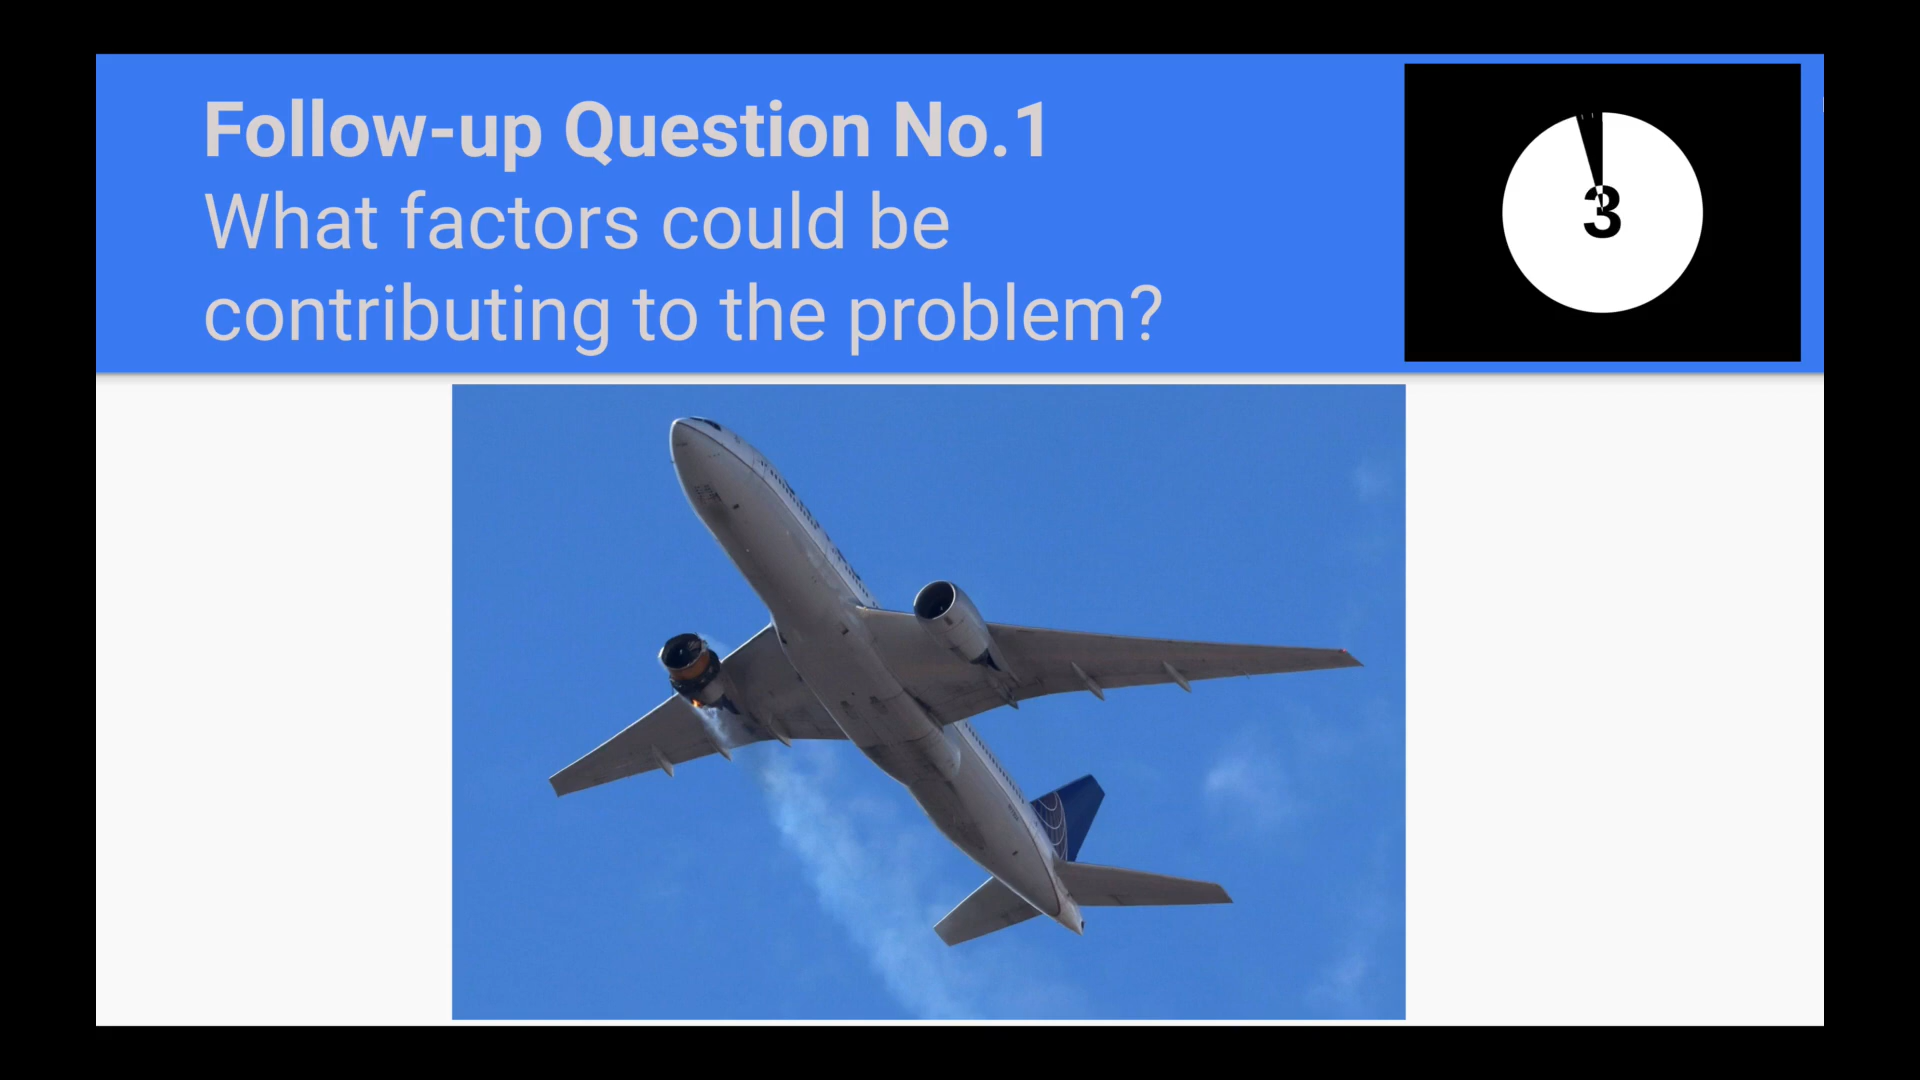 Follow-up Question No.1
What factors could be
contributing to the problem?
3